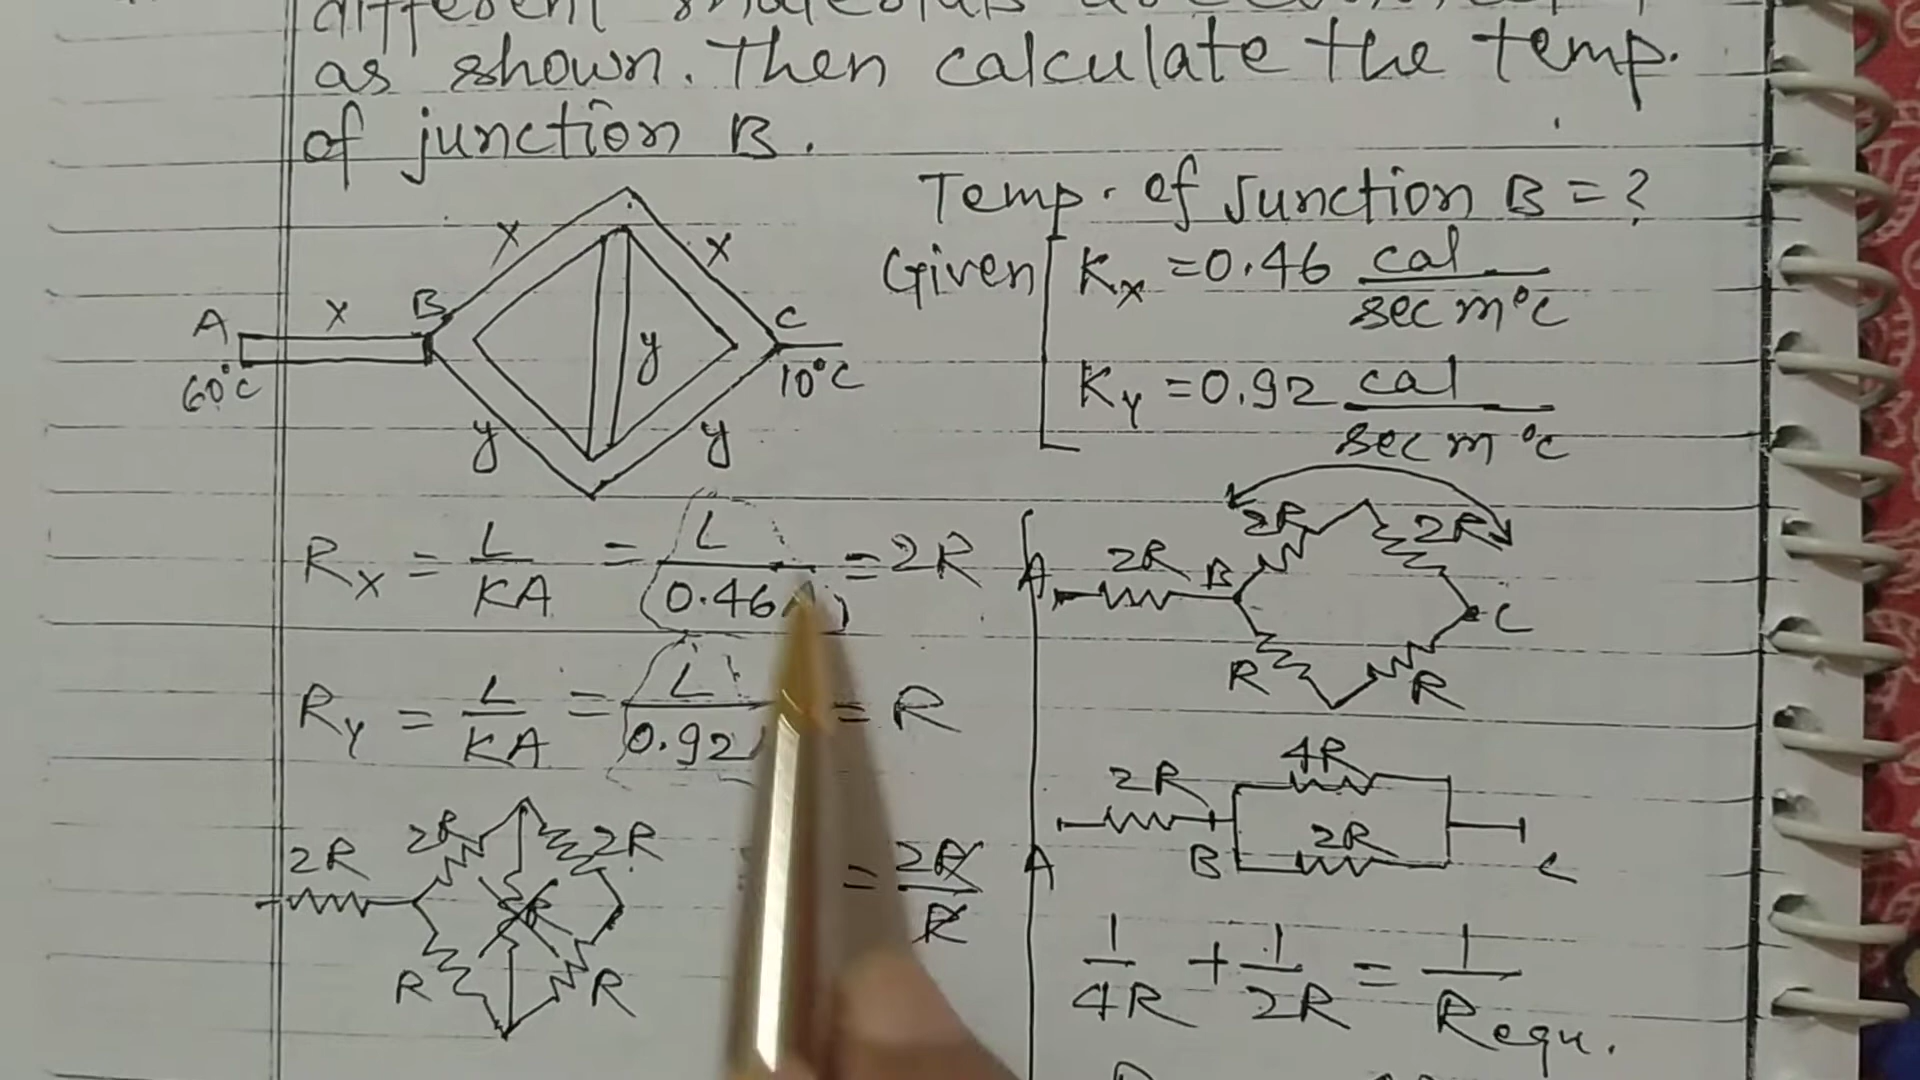 different
as shown. Then calculate the temp.
of junction B.
Temp. of Junction B = ?
Given
Kx = 0.46 cal / sec m°c
Ky = 0.92 cal / sec m°c
A
60°c
x
B
x
x
y
y
y
C
10°c
Rx = L/KA = L/(0.46 = 2R
Ry = L/KA = L/0.92 = R
2R
2R
2R
R
R
R
= 2R/R
A
2R
B
2R
2R
C
R
R
2R
4R
2R
A
B
C
1/4R + 1/2R = 1/Requ.